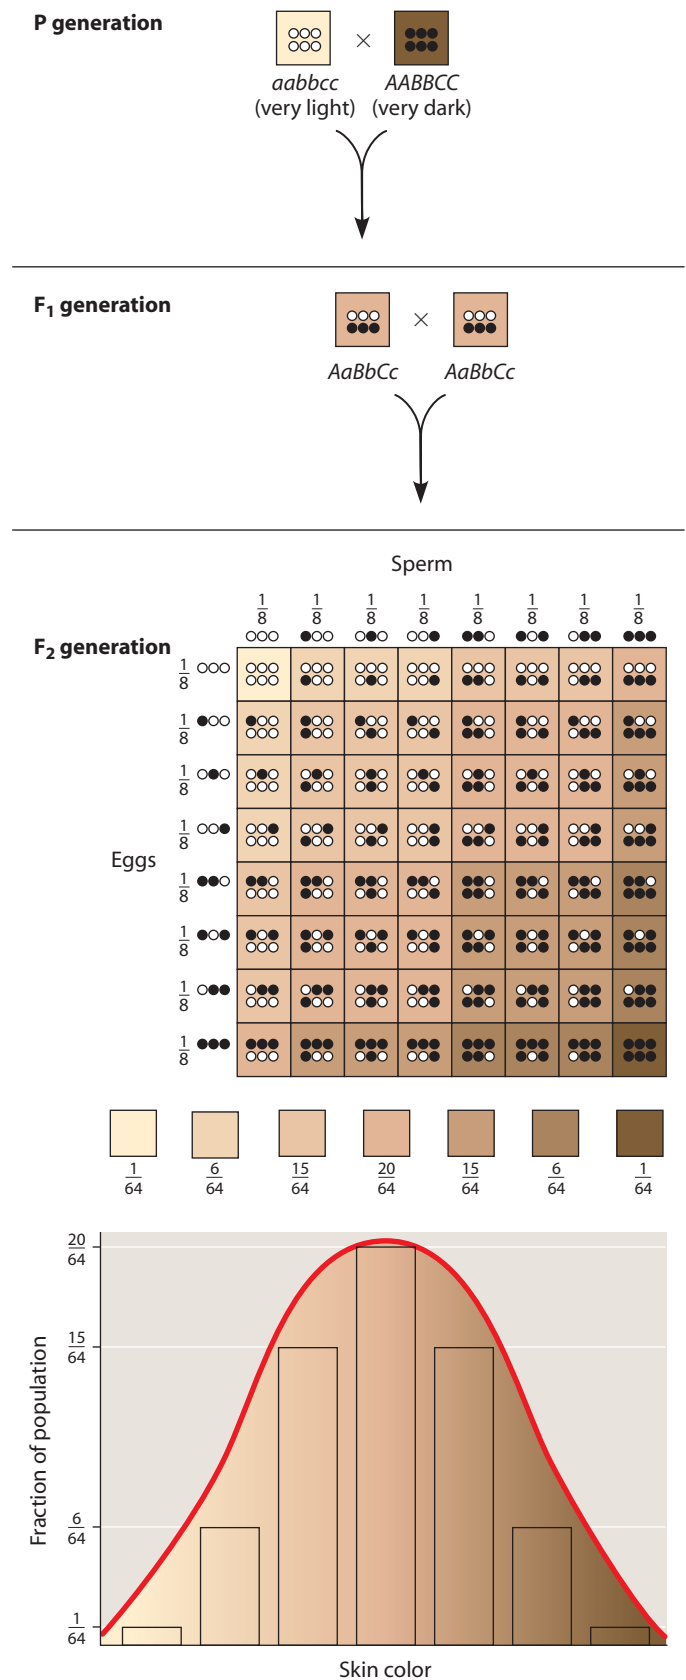 P generation
×
aabbcc AABBCC
(very light) (very dark)
F1 generation
×
AaBbCc AaBbCc
Sperm
F2 generation
1/8 1/8 1/8 1/8 1/8 1/8 1/8 1/8
Eggs
1/8
1/8
1/8
1/8
1/8
1/8
1/8
1/8
1/64 6/64 15/64 20/64 15/64 6/64 1/64
Fraction of population
20/64
15/64
6/64
1/64
Skin color